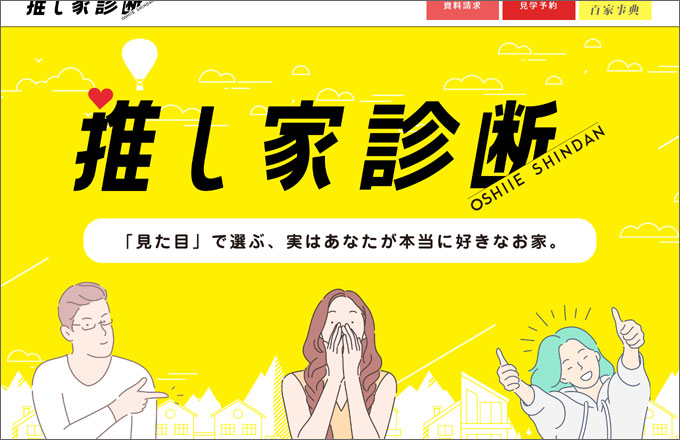 推し家診断
OSHIIE SHINDAN
資料請求
見学予約
百家事典
推し家診断
OSHIIE SHINDAN
「見た目」で選ぶ、実はあなたが本当に好きなお家。